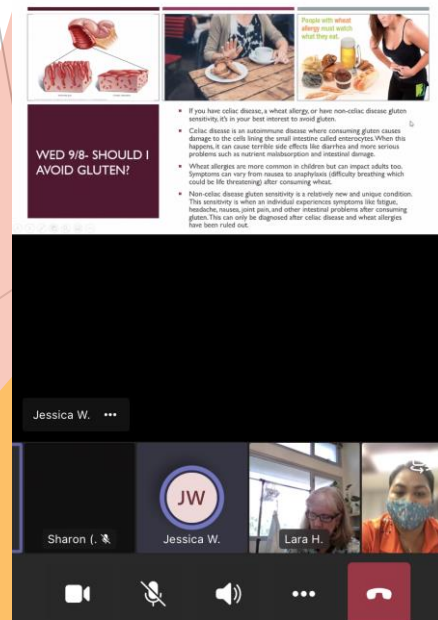 People with wheat
allergy must watch
what they eat.
WED 9/8- SHOULD I
AVOID GLUTEN?
If you have celiac disease, a wheat allergy, or have non-celiac disease gluten
sensitivity, it's in your best interest to avoid gluten.
Celiac disease is an autoimmune disease where consuming gluten causes
damage to the cells lining the small intestine called enterocytes. When this
happens, it can cause terrible side effects like diarrhea and more serious
problems such as nutrient malabsorption and intestinal damage.
Wheat allergies are more common in children but can impact adults too.
Symptoms can vary from nausea to anaphylaxis (difficulty breathing which
could be life threatening) after consuming wheat.
Non-celiac disease gluten sensitivity is a relatively new and unique condition.
This sensitivity is when an individual experiences symptoms like fatigue,
headache, nausea, joint pain, and other intestinal problems after consuming
gluten. This can only be diagnosed after celiac disease and wheat allergies
have been ruled out.
Jessica W.
Sharon (.
JW
Jessica W.
Lara H.